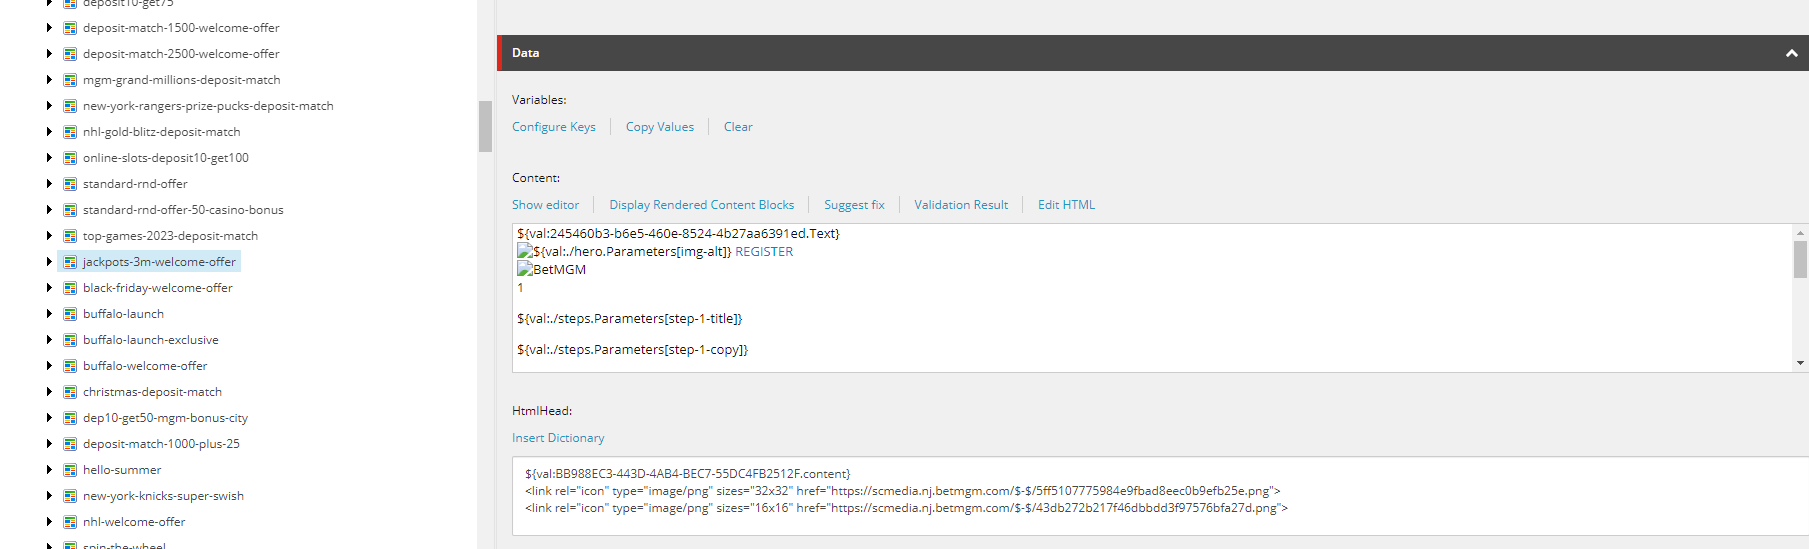 deposit10-get75
deposit-match-1500-welcome-offer
deposit-match-2500-welcome-offer
mgm-grand-millions-deposit-match
new-york-rangers-prize-pucks-deposit-match
nhl-gold-blitz-deposit-match
online-slots-deposit10-get100
standard-rnd-offer
standard-rnd-offer-50-casino-bonus
top-games-2023-deposit-match
jackpots-3m-welcome-offer
black-friday-welcome-offer
buffalo-launch
buffalo-launch-exclusive
buffalo-welcome-offer
christmas-deposit-match
dep10-get50-mgm-bonus-city
deposit-match-1000-plus-25
hello-summer
new-york-knicks-super-swish
nhl-welcome-offer
spin-the-wheel
Data
Variables:
Configure Keys Copy Values Clear
Content:
Show editor Display Rendered Content Blocks Suggest fix Validation Result Edit HTML
${val:245460b3-b6e5-460e-8524-4b27aa6391ed.Text}
${val:./hero.Parameters[img-alt]} REGISTER
BetMGM
1
${val:./steps.Parameters[step-1-title]}
${val:./steps.Parameters[step-1-copy]}
HtmlHead:
Insert Dictionary
${val:BB988EC3-443D-4AB4-BEC7-55DC4FB2512F.content}
<link rel="icon" type="image/png" sizes="32x32" href="https://scmedia.nj.betmgm.com/$-$/5ff5107775984e9fbad8eec0b9efb25e.png">
<link rel="icon" type="image/png" sizes="16x16" href="https://scmedia.nj.betmgm.com/$-$/43db272b217f46dbbdd3f97576bfa27d.png">